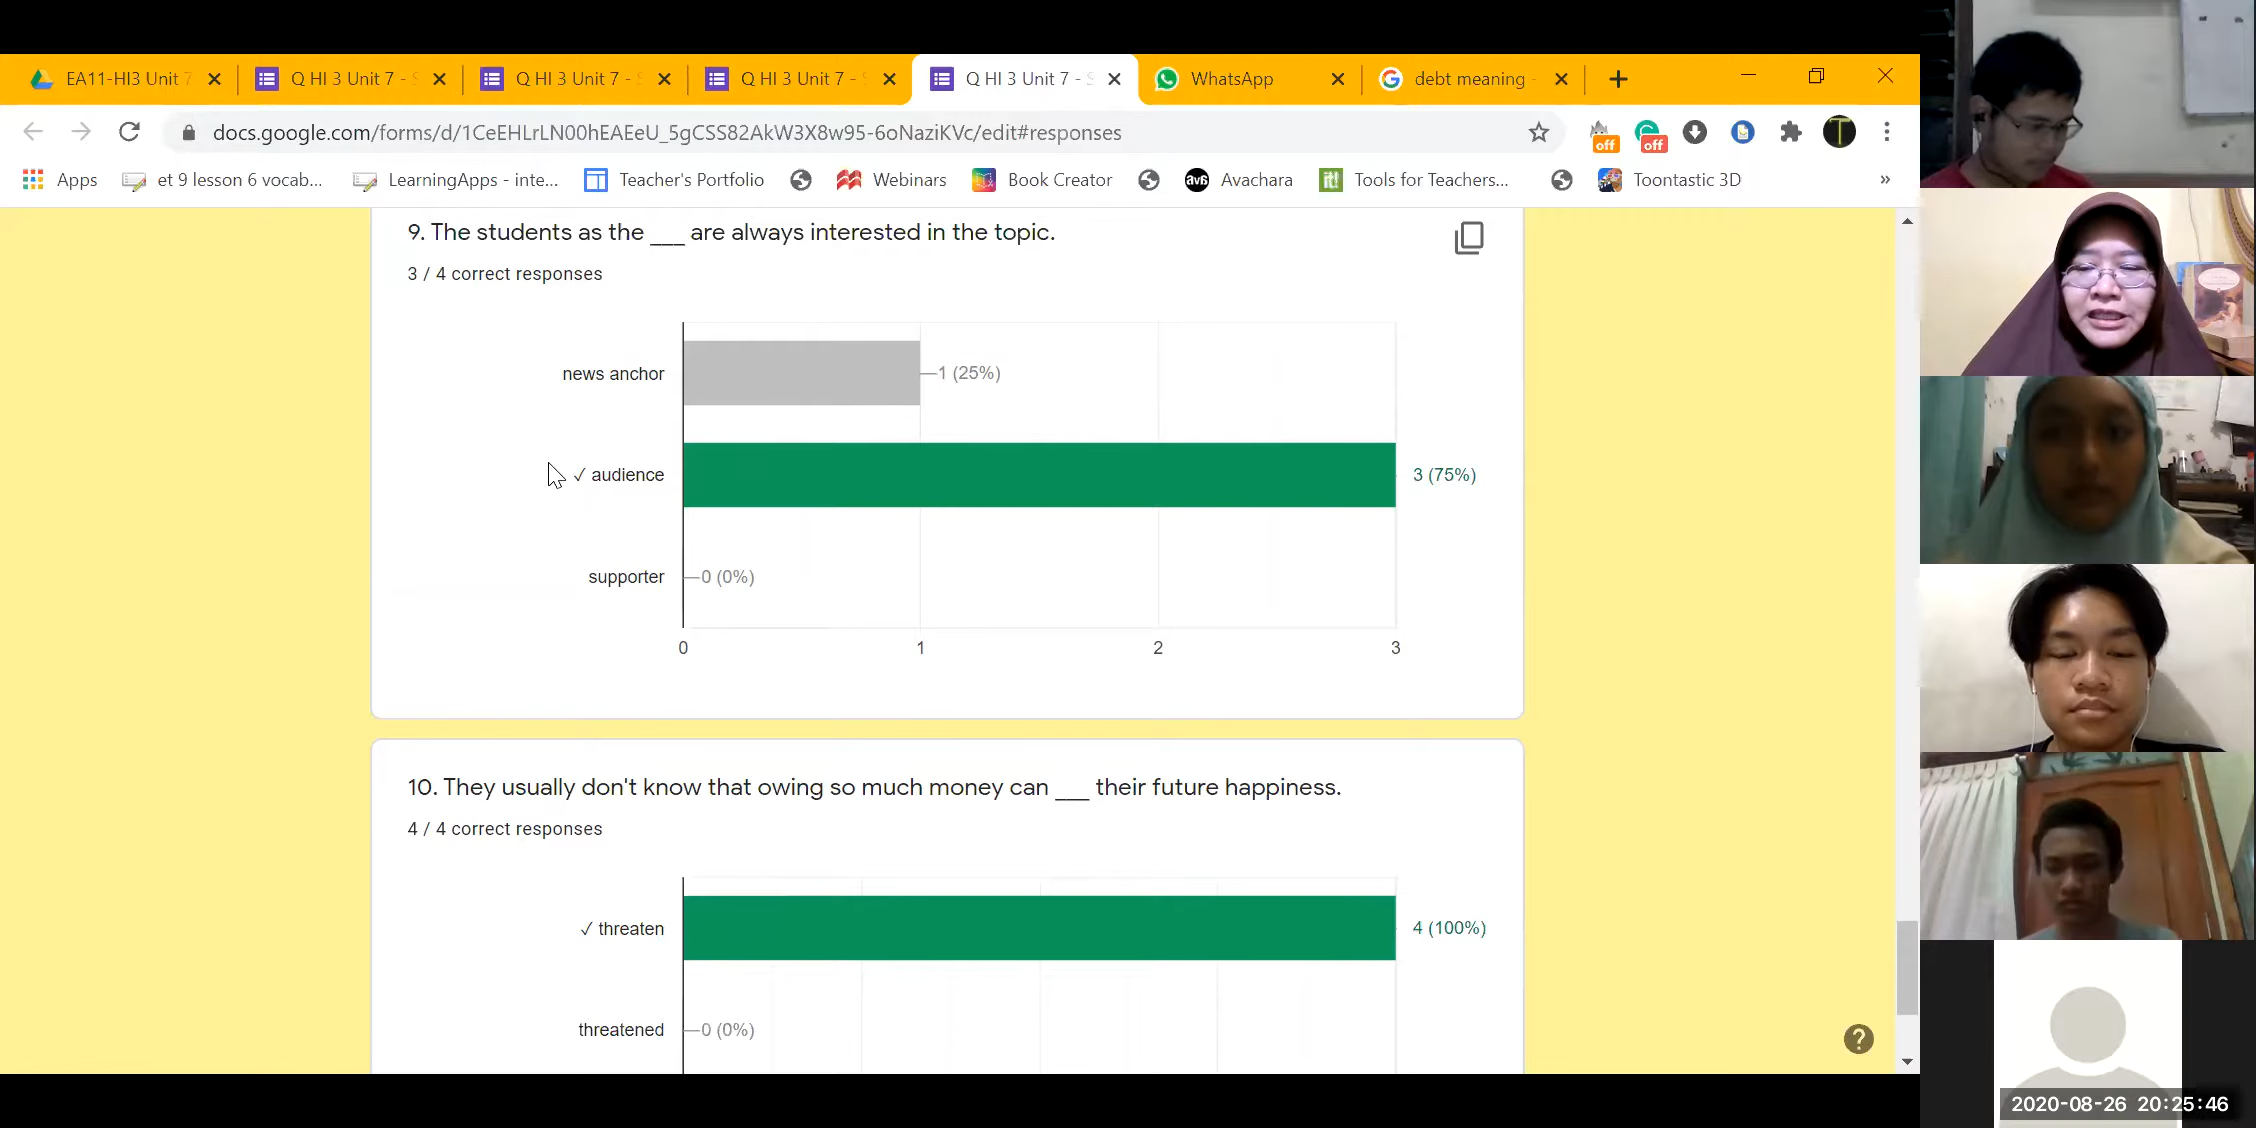 EA11-HI3 Unit 7
Q HI 3 Unit 7 - S
Q HI 3 Unit 7 - S
Q HI 3 Unit 7 - S
Q HI 3 Unit 7 - S
WhatsApp
debt meaning -
docs.google.com/forms/d/1CeEHLrLN00hEAEeU_5gCSS82AkW3X8w95-6oNaziKVc/edit#responses
off
off
T
Apps
et 9 lesson 6 vocab...
LearningApps - inte...
Teacher's Portfolio
Webinars
Book Creator
ava
Avachara
it!
Tools for Teachers...
Toontastic 3D
»
9. The students as the ___ are always interested in the topic.
3 / 4 correct responses
news anchor
1 (25%)
✓ audience
3 (75%)
supporter
0 (0%)
0 1 2 3
10. They usually don't know that owing so much money can ___ their future happiness.
4 / 4 correct responses
✓ threaten
4 (100%)
threatened
0 (0%)
?
2020-08-26 20:25:46